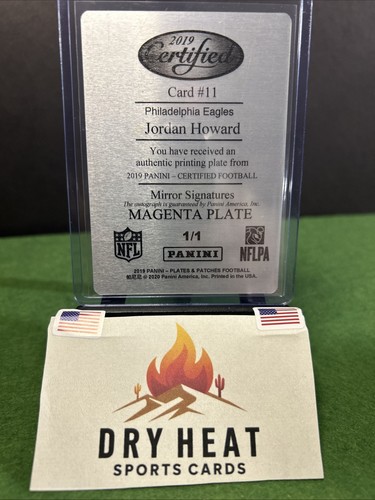 2019
Certified
Card #11
Philadelphia Eagles
Jordan Howard
You have received an
authentic printing plate from
2019 PANINI – CERTIFIED FOOTBALL
Mirror Signatures
The autograph is guaranteed by Panini America, Inc.
MAGENTA PLATE
1/1
NFL
PANINI
NFLPA
2019 PANINI – PLATES & PATCHES FOOTBALL
© 2020 Panini America, Inc. Printed in the USA.
DRY HEAT
SPORTS CARDS